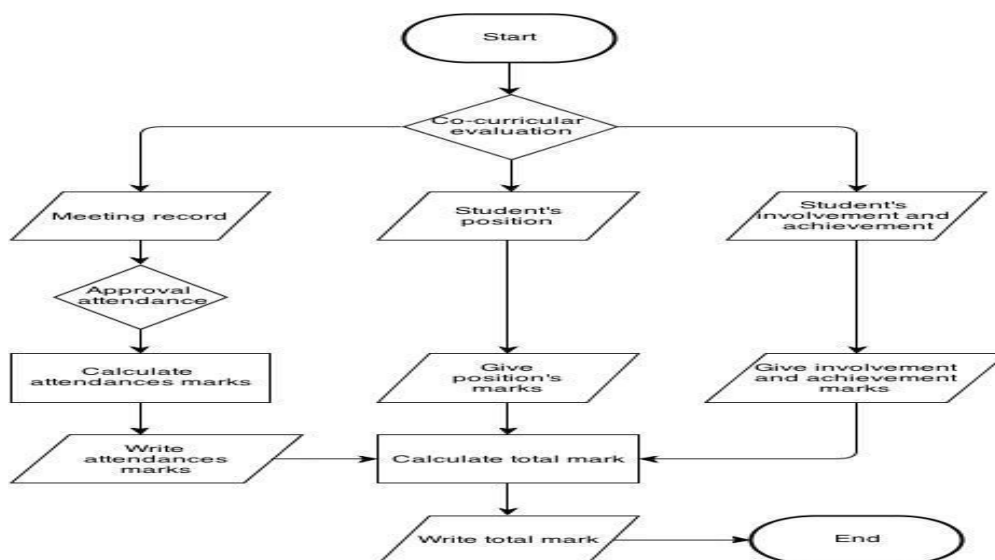 Start
Co-curricular
evaluation
Meeting record
Student's
position
Student's
involvement and
achievement
Approval
attendance
Calculate
attendances marks
Give
position's
marks
Give involvement
and achievement
marks
Write
attendances
marks
Calculate total mark
Write total mark
End